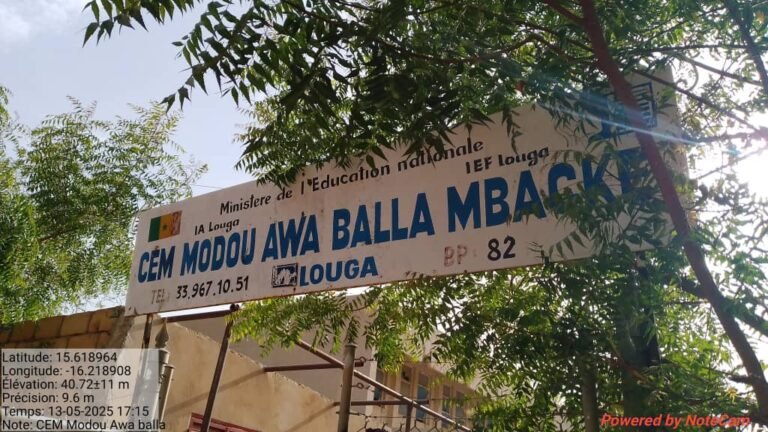 Ministere de l'Education nationale
IA Louga IEF Louga
CEM MODOU AWA BALLA MBACKE
LOUGA BP: 82
TEL: 33.967.10.51
Latitude: 15.618964
Longitude: -16.218908
Élévation: 40.72±11 m
Précision: 9.6 m
Temps: 13-05-2025 17:15
Note: CEM Modou Awa balla
Powered by NoteCam